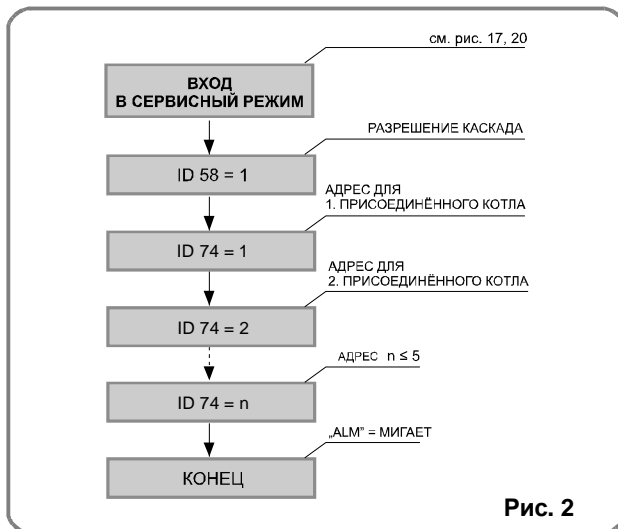 см. рис. 17, 20
ВХОД
В СЕРВИСНЫЙ РЕЖИМ
РАЗРЕШЕНИЕ КАСКАДА
ID 58 = 1
АДРЕС ДЛЯ
1. ПРИСОЕДИНЁННОГО КОТЛА
ID 74 = 1
АДРЕС ДЛЯ
2. ПРИСОЕДИНЁННОГО КОТЛА
ID 74 = 2
АДРЕС n ≤ 5
ID 74 = n
„ALM” = МИГАЕТ
КОНЕЦ
Рис. 2